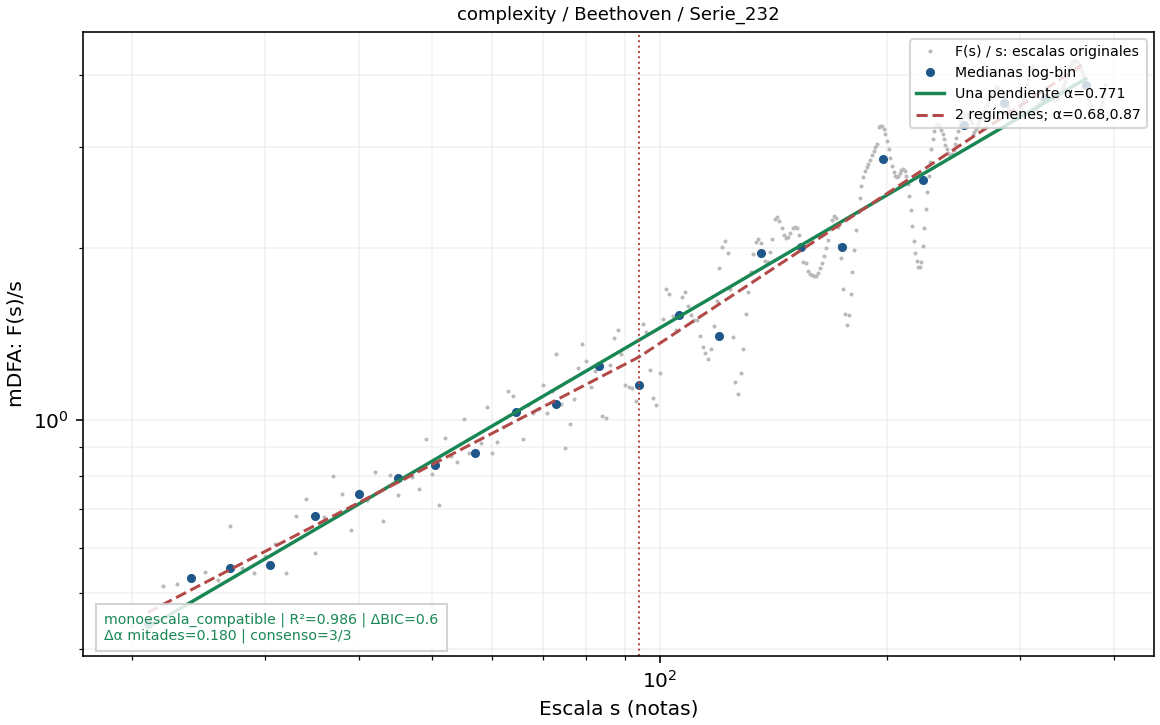 complexity / Beethoven / Serie_232
F(s) / s: escalas originales
Medianas log-bin
Una pendiente α=0.771
2 regímenes; α=0.68,0.87
mDFA: F(s)/s
10⁰
monoescala_compatible | R²=0.986 | ΔBIC=0.6
Δα mitades=0.180 | consenso=3/3
10²
Escala s (notas)